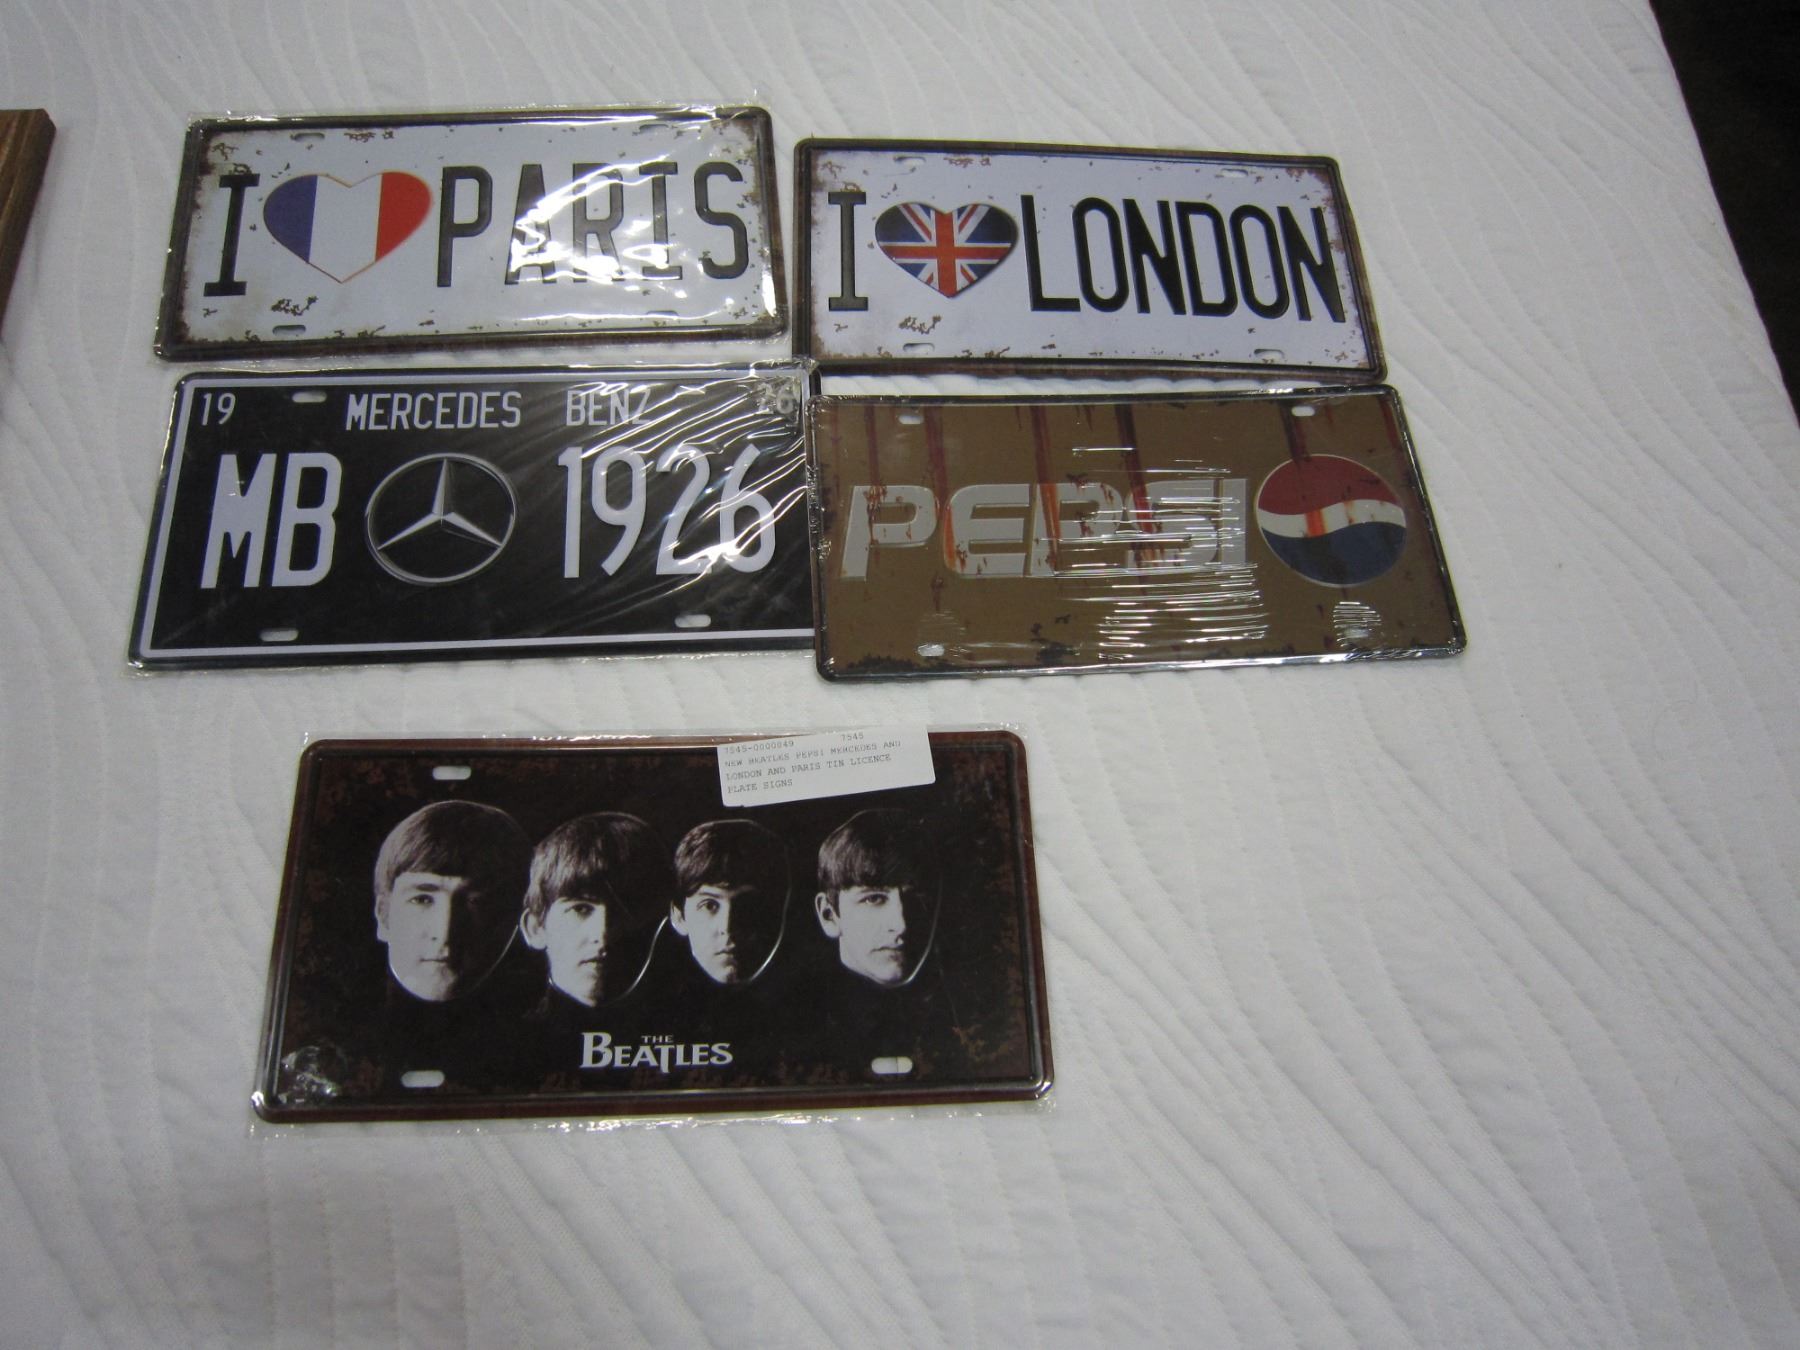 I PARIS
I LONDON
19 MERCEDES BENZ 26
MB 1926
PEPSI
7545-0000049 7545
NEW BEATLES PEPSI MERCEDES AND
LONDON AND PARIS TIN LICENCE
PLATE SIGNS
THE
BEATLES